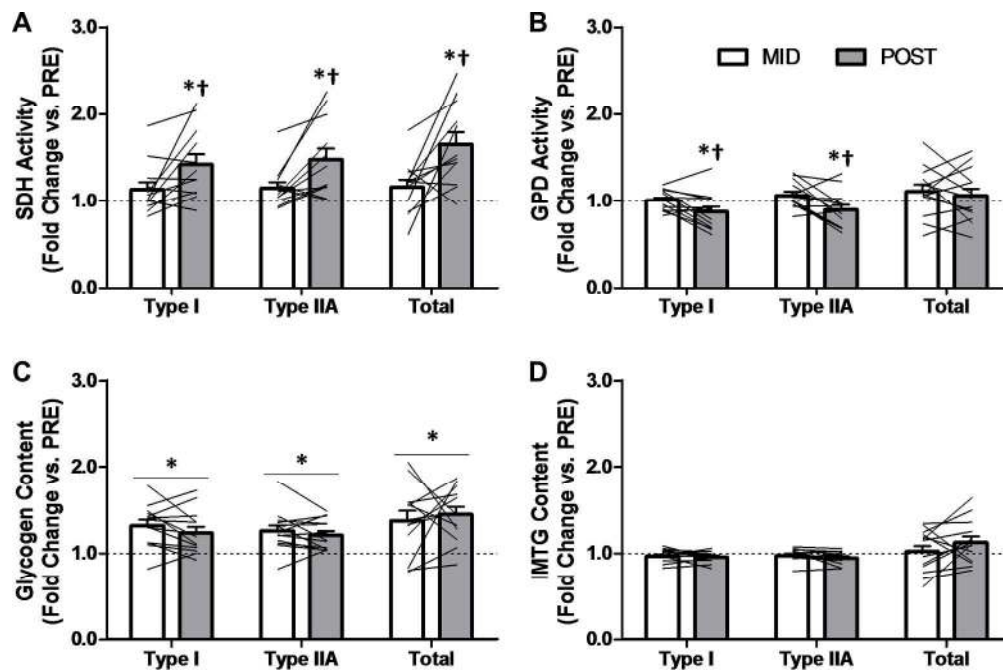 A
SDH Activity
(Fold Change vs. PRE)
3.0
2.0
1.0
0.0
*†
*†
*†
Type I
Type IIA
Total
B
GPD Activity
(Fold Change vs. PRE)
3.0
2.0
1.0
0.0
MID
POST
*†
*†
Type I
Type IIA
Total
C
Glycogen Content
(Fold Change vs. PRE)
3.0
2.0
1.0
0.0
*
*
*
Type I
Type IIA
Total
D
IMTG Content
(Fold Change vs. PRE)
3.0
2.0
1.0
0.0
Type I
Type IIA
Total